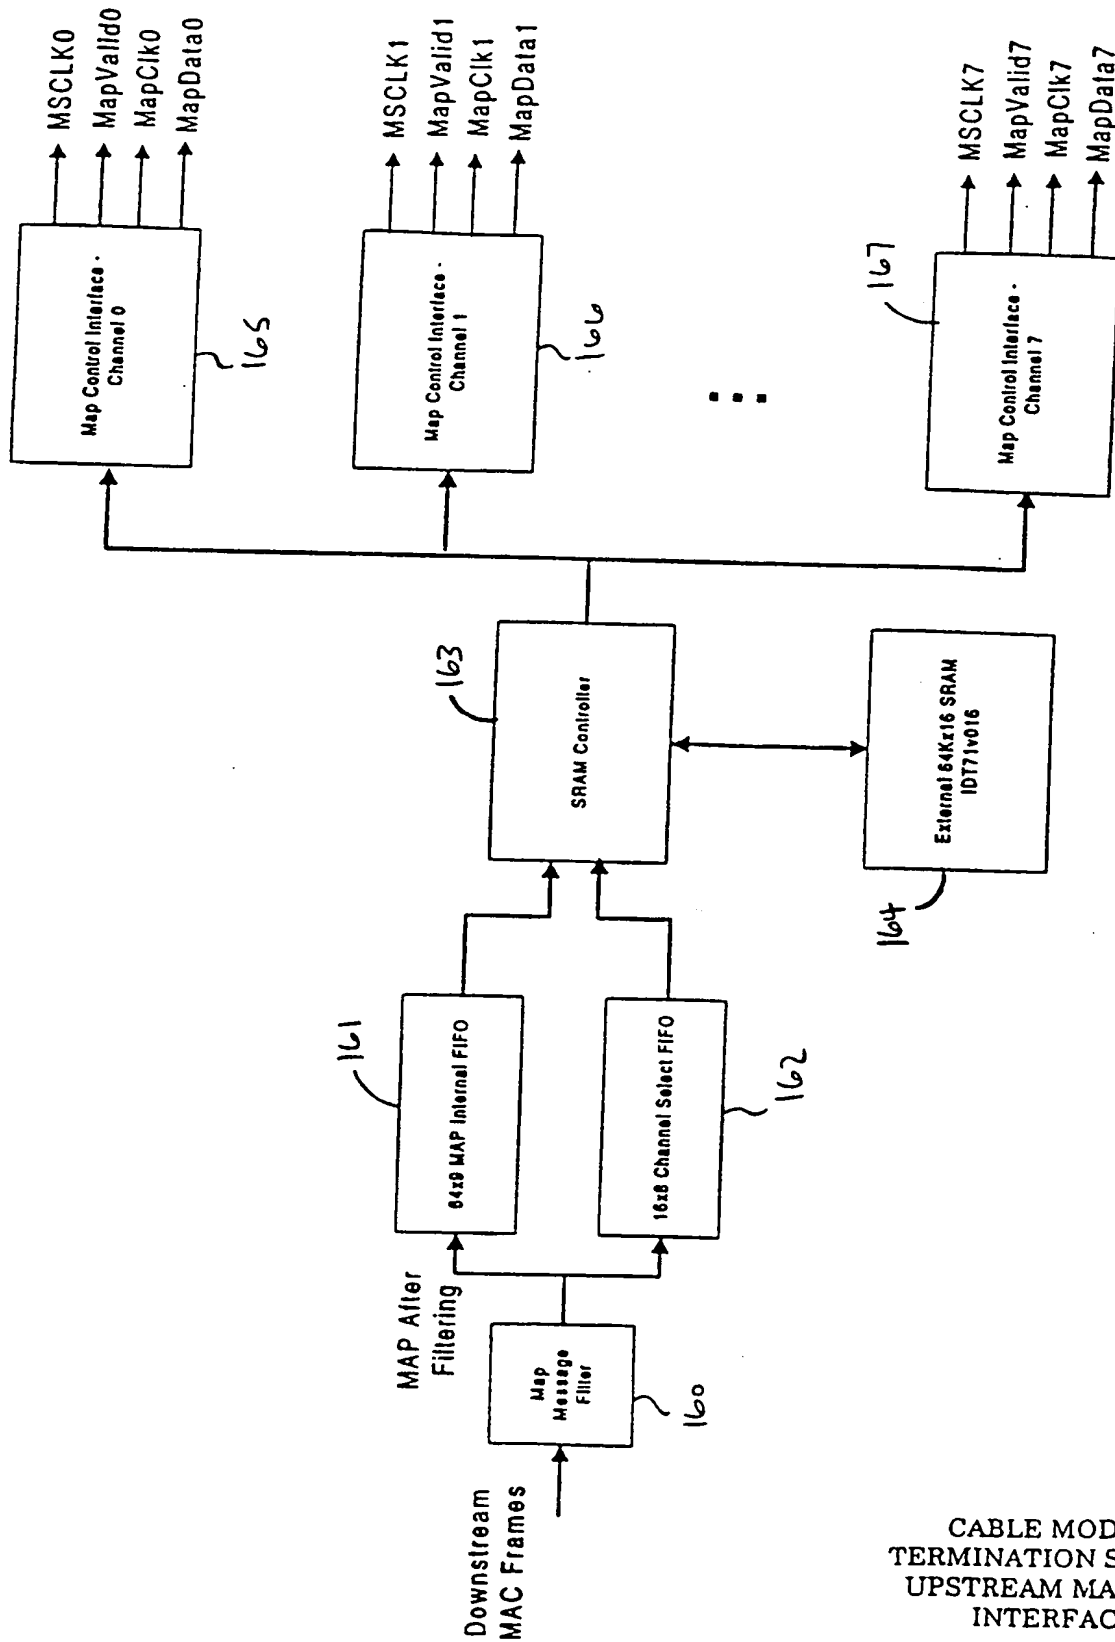 Downstream
MAC Frames
Map
Message
Filter
160
MAP After
Filtering
64x9 MAP Internal FIFO
161
16x8 Channel Select FIFO
162
SRAM Controller
163
External 64Kx16 SRAM
IDT71v016
164
Map Control Interface -
Channel 0
165
MSCLK0
MapValid0
MapClk0
MapData0
Map Control Interface -
Channel 1
166
MSCLK1
MapValid1
MapClk1
MapData1
Map Control Interface -
Channel 7
167
MSCLK7
MapValid7
MapClk7
MapData7
CABLE MOD
TERMINATION S
UPSTREAM MA
INTERFAC